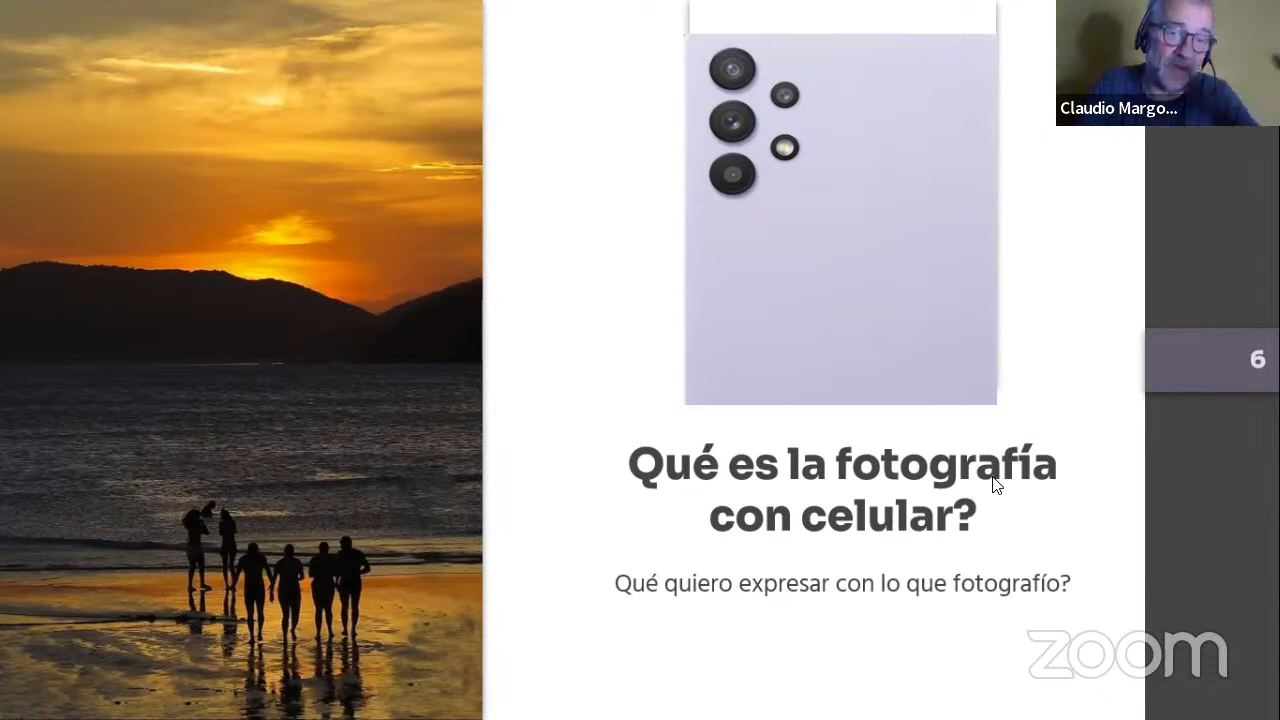 Claudio Margo...
6
Qué es la fotografía
con celular?
Qué quiero expresar con lo que fotografío?
zoom